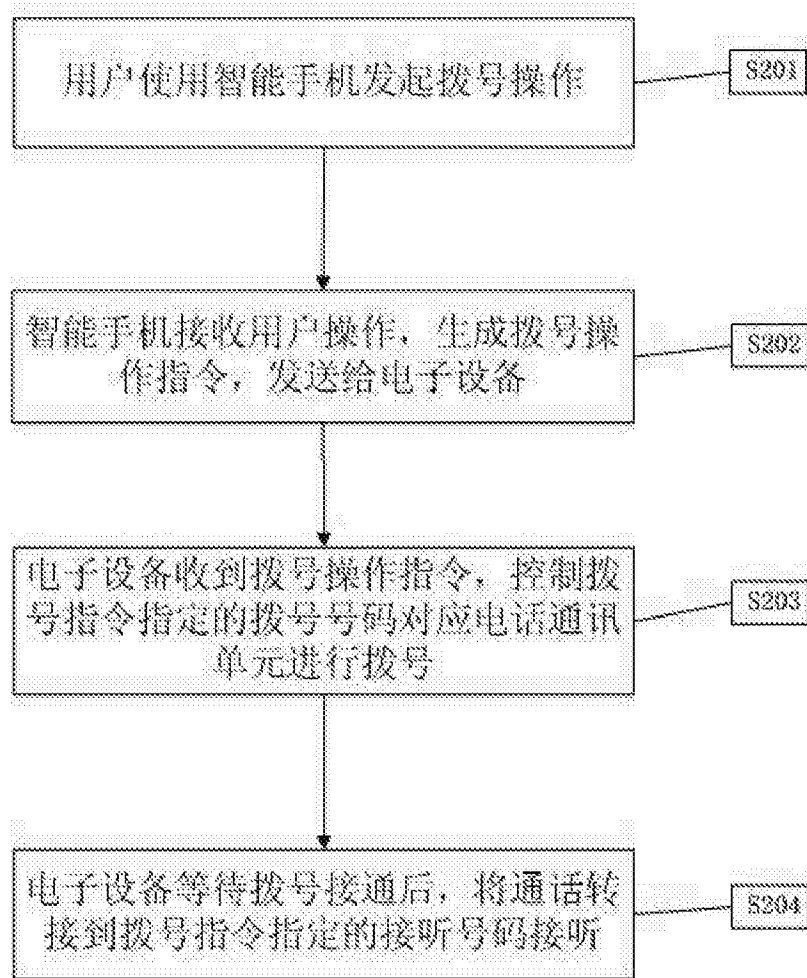 用户使用智能手机发起拨号操作
S201
智能手机接收用户操作，生成拨号操
作指令，发送给电子设备
S202
电子设备收到拨号操作指令，控制拨
号指令指定的拨号号码对应电话通讯
单元进行拨号
S203
电子设备等待拨号接通后，将通话转
接到拨号指令指定的接听号码接听
S204